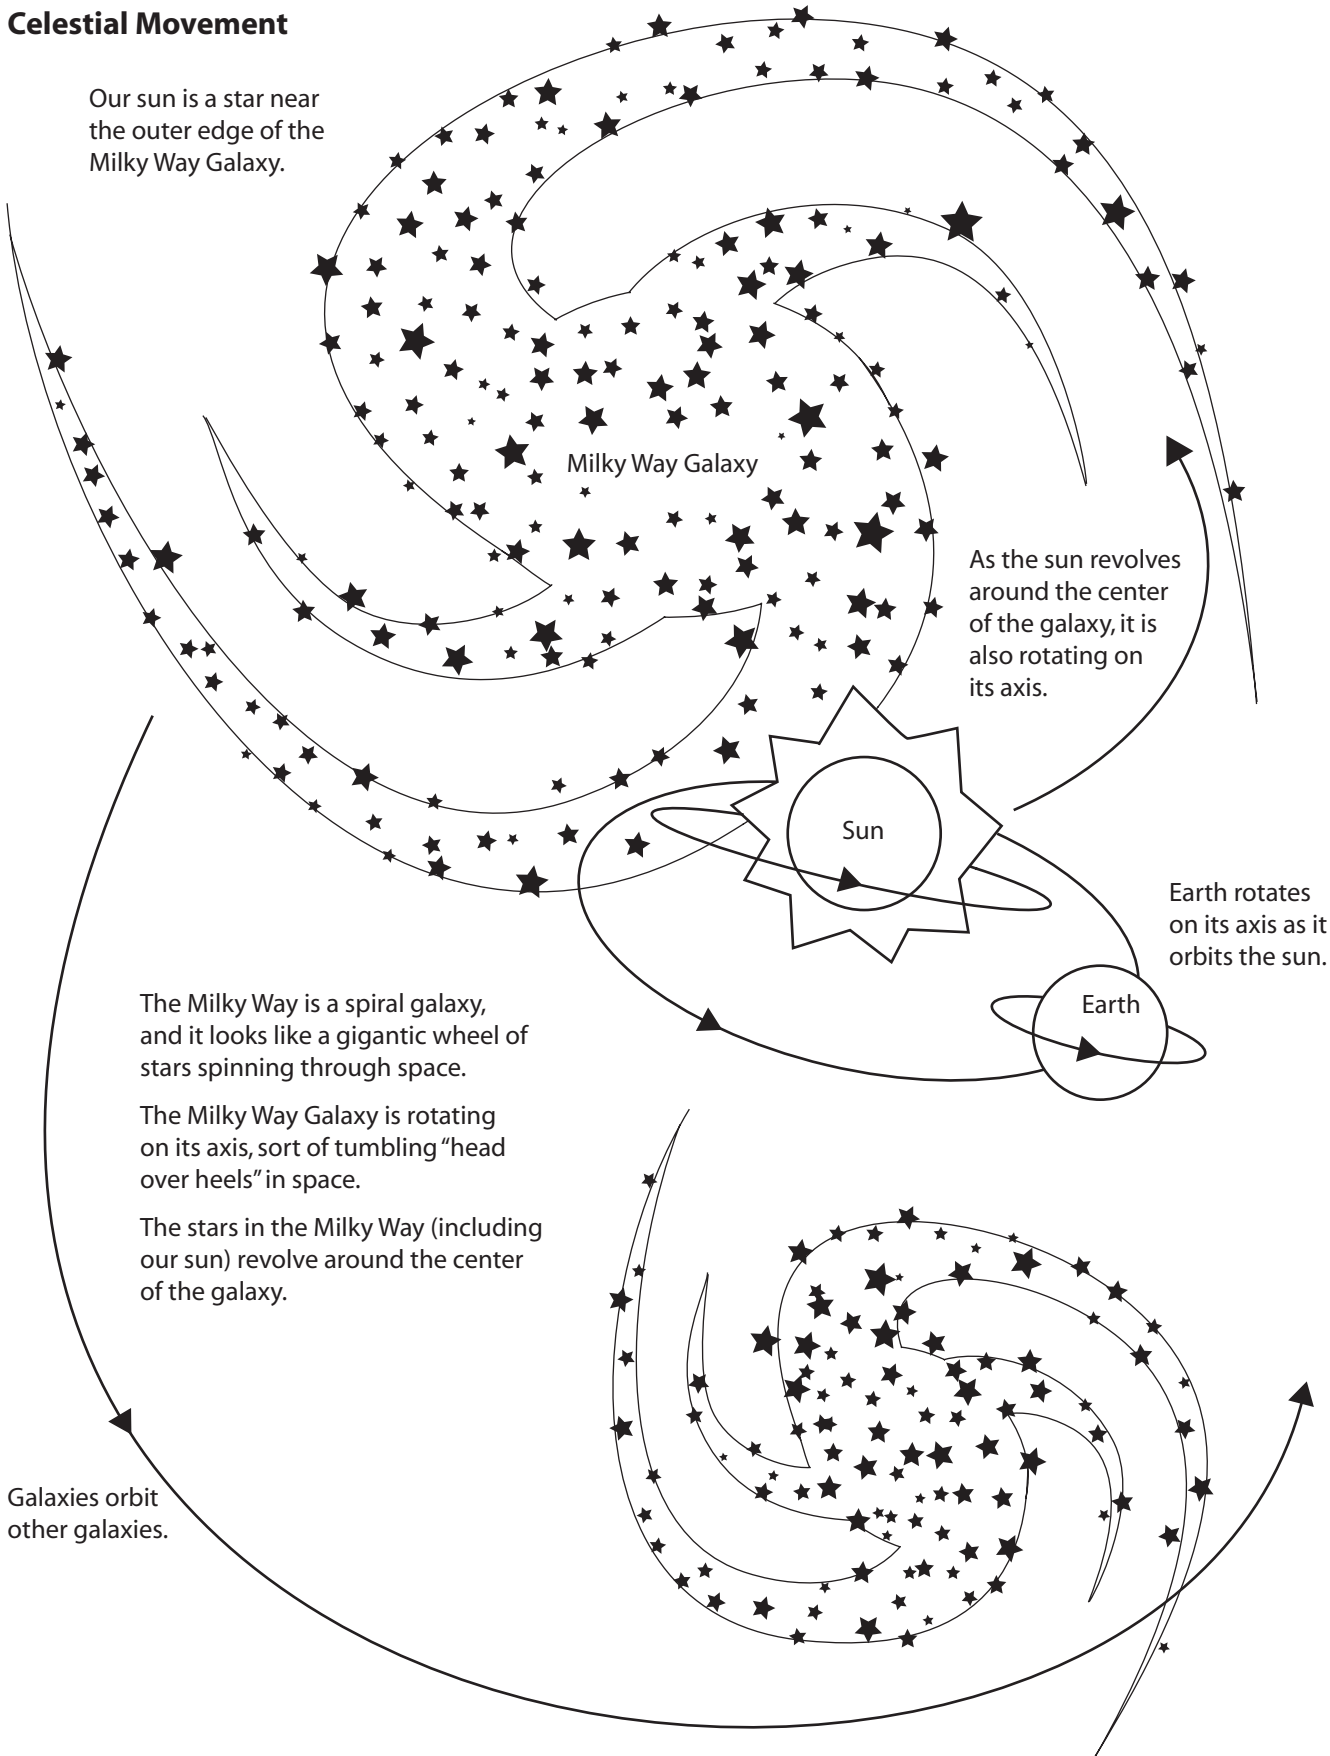 Celestial Movement
Our sun is a star near
the outer edge of the
Milky Way Galaxy.
Milky Way Galaxy
As the sun revolves
around the center
of the galaxy, it is
also rotating on
its axis.
Sun
Earth rotates
on its axis as it
orbits the sun.
Earth
The Milky Way is a spiral galaxy,
and it looks like a gigantic wheel of
stars spinning through space.
The Milky Way Galaxy is rotating
on its axis, sort of tumbling “head
over heels” in space.
The stars in the Milky Way (including
our sun) revolve around the center
of the galaxy.
Galaxies orbit
other galaxies.